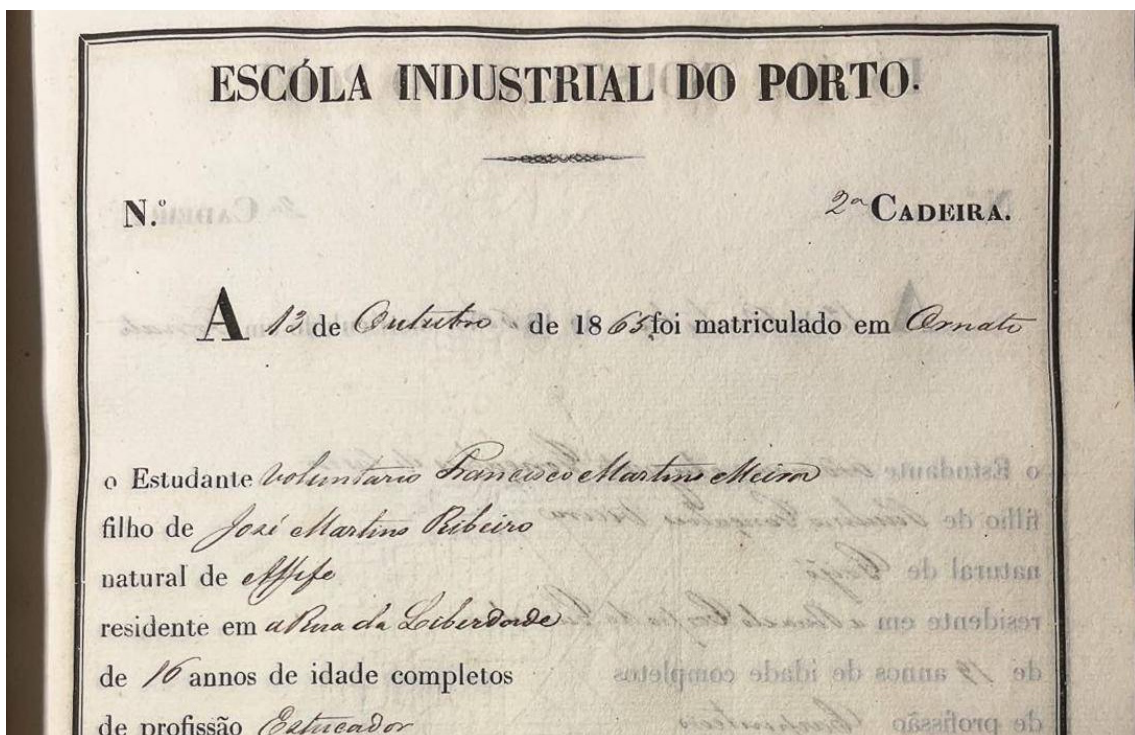 ESCÓLA INDUSTRIAL DO PORTO.
N.º 2ª CADEIRA.
A 13 de Outubro de 1865 foi matriculado em Ornato
o Estudante voluntario Francisco Martins Meira
filho de José Martins Ribeiro
natural de Affife
residente em a Rua da Liberdade
de 16 annos de idade completos
de profissão Estucador